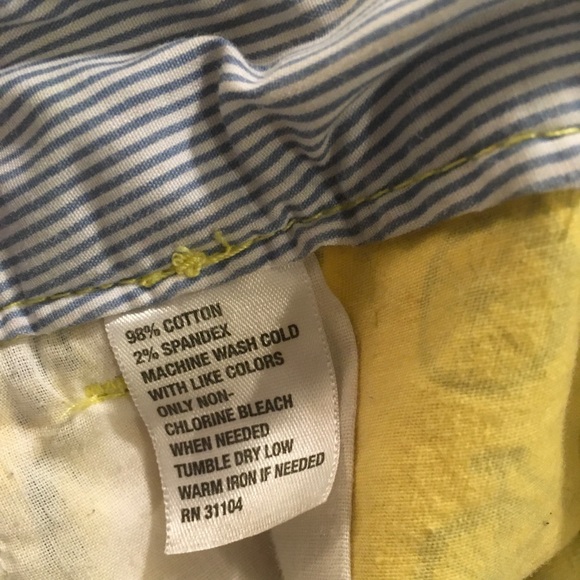 98% COTTON
2% SPANDEX
MACHINE WASH COLD
WITH LIKE COLORS
ONLY NON-
CHLORINE BLEACH
WHEN NEEDED
TUMBLE DRY LOW
WARM IRON IF NEEDED
RN 31104